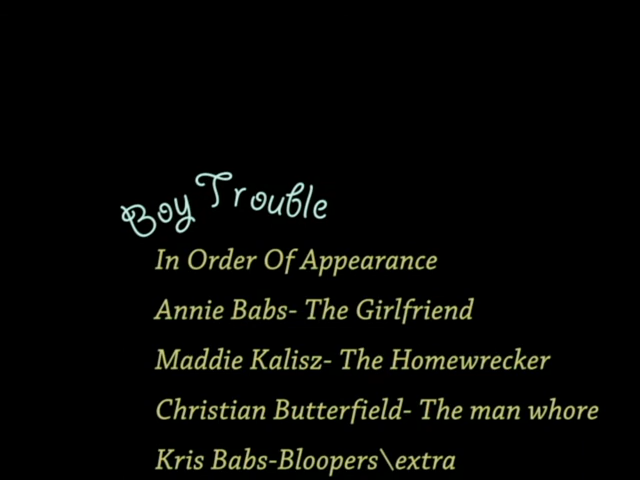 Boy Trouble
In Order Of Appearance
Annie Babs- The Girlfriend
Maddie Kalisz- The Homewrecker
Christian Butterfield- The man whore
Kris Babs-Bloopers\extra